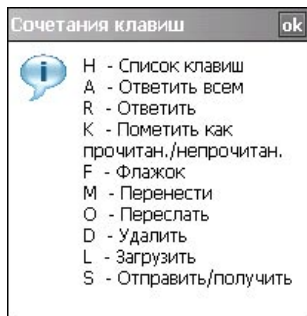 Сочетания клавиш ok
H - Список клавиш
A - Ответить всем
R - Ответить
K - Пометить как
прочитан./непрочитан.
F - Флажок
M - Перенести
O - Переслать
D - Удалить
L - Загрузить
S - Отправить/получить